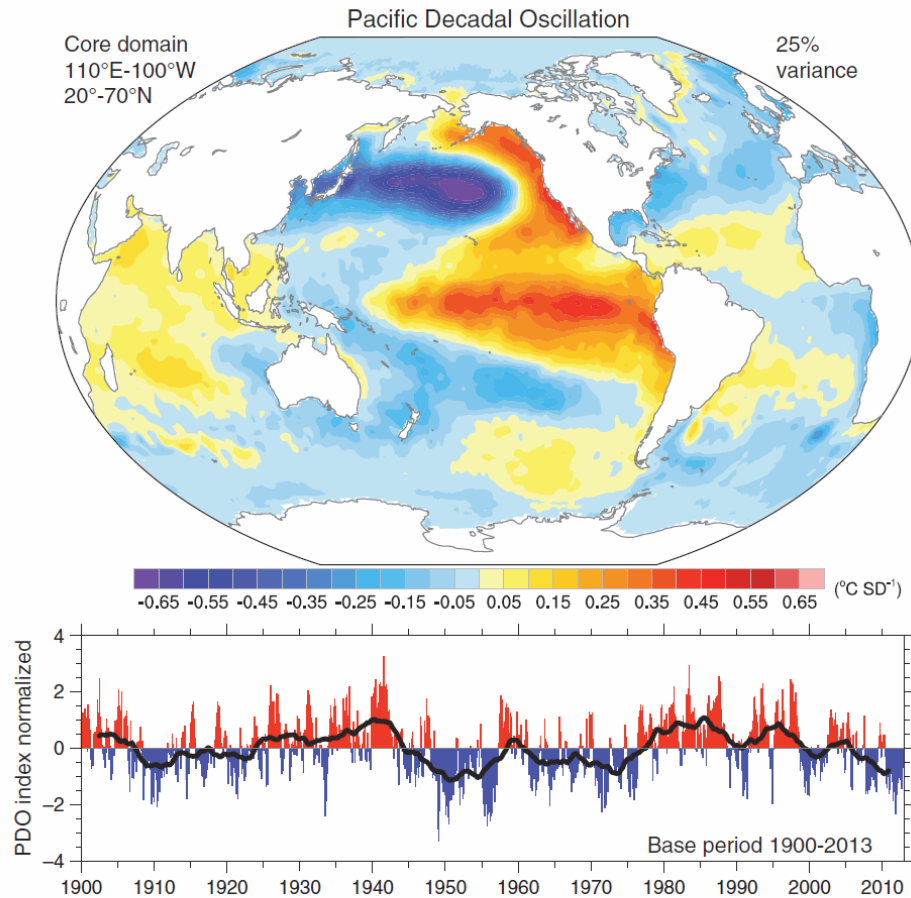 Pacific Decadal Oscillation
Core domain
110°E-100°W
20°-70°N
25%
variance
-0.65 -0.55 -0.45 -0.35 -0.25 -0.15 -0.05 0.05 0.15 0.25 0.35 0.45 0.55 0.65 (°C SD⁻¹)
PDO index normalized
4
2
0
−2
−4
Base period 1900-2013
1900 1910 1920 1930 1940 1950 1960 1970 1980 1990 2000 2010